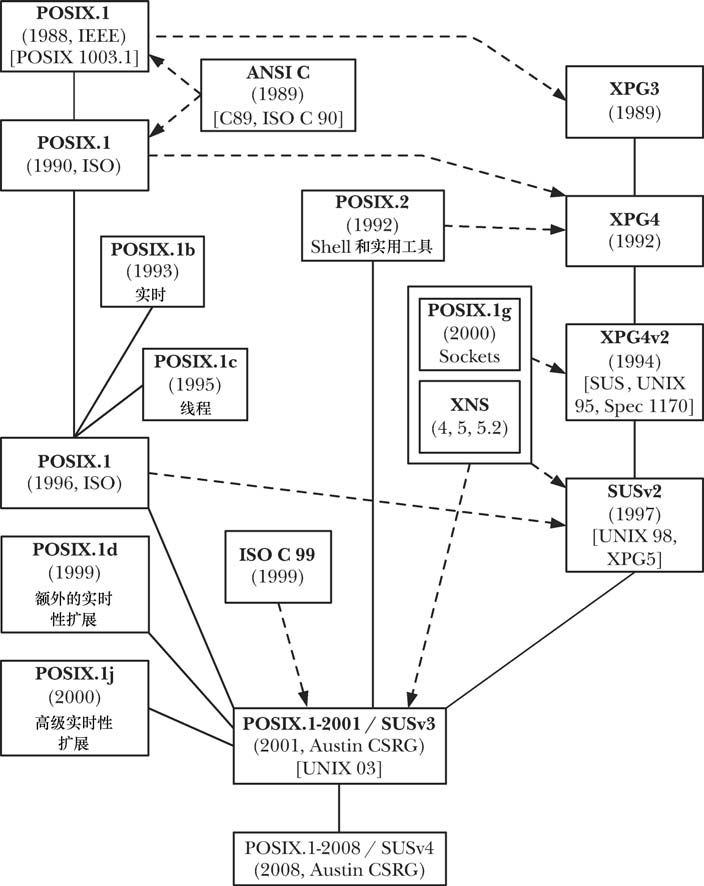 POSIX.1
(1988, IEEE)
[POSIX 1003.1]
ANSI C
(1989)
[C89, ISO C 90]
XPG3
(1989)
POSIX.1
(1990, ISO)
POSIX.2
(1992)
Shell 和实用工具
XPG4
(1992)
POSIX.1b
(1993)
实时
POSIX.1g
(2000)
Sockets
XNS
(4, 5, 5.2)
XPG4v2
(1994)
[SUS, UNIX
95, Spec 1170]
POSIX.1c
(1995)
线程
POSIX.1
(1996, ISO)
SUSv2
(1997)
[UNIX 98,
XPG5]
ISO C 99
(1999)
POSIX.1d
(1999)
额外的实时
性扩展
POSIX.1j
(2000)
高级实时性
扩展
POSIX.1-2001 / SUSv3
(2001, Austin CSRG)
[UNIX 03]
POSIX.1-2008 / SUSv4
(2008, Austin CSRG)